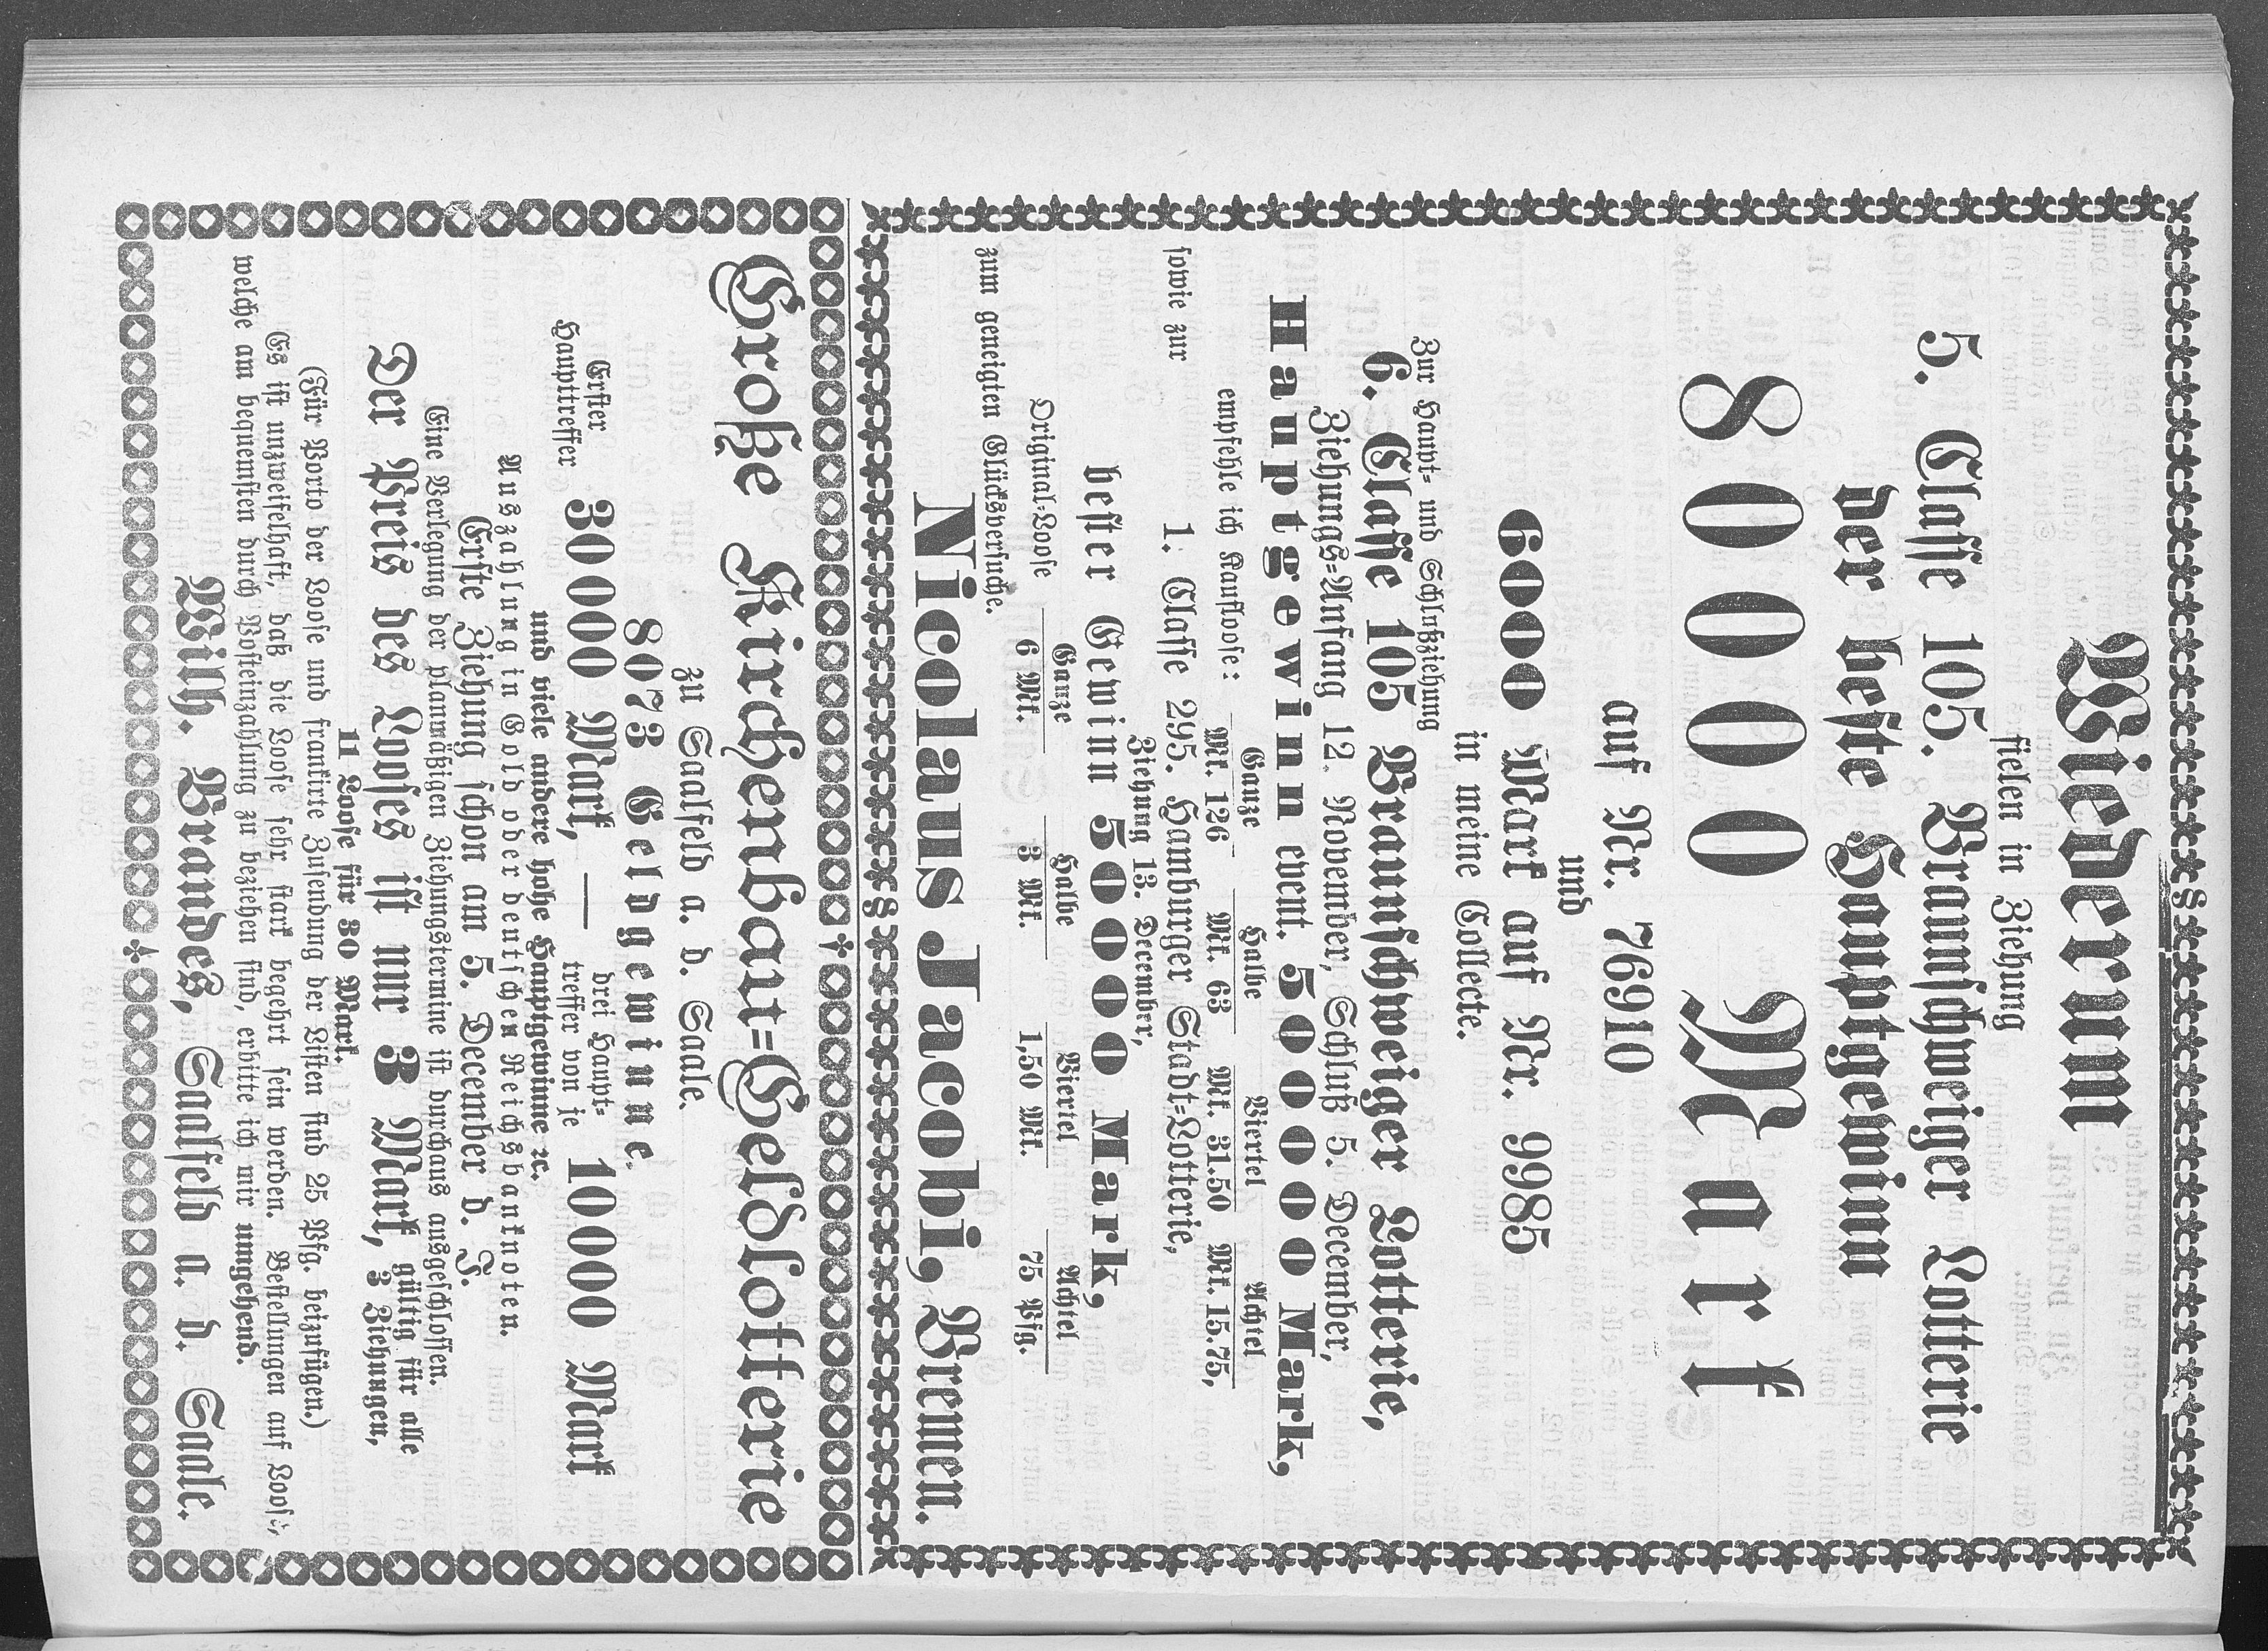 Wiederum
fielen in Ziehung
5. Classe 105. Braunschweiger Lotterie
der beste Hauptgewinn
80000 Mark
auf Nr. 76910
und
6000 Mark auf Nr. 9985
in meine Collecte.
Zur Haupt- und Schlußziehung
6. Classe 105 Braunschweiger Lotterie,
Ziehungs-Anfang 12. November, Schluß 5. December,
Hauptgewinn event. 500000 Mark,
empfehle ich Kaufloose:
Ganze Halbe Viertel Achtel
Mk. 126 Mk. 63 Mk. 31.50 Mk. 15.75,
sowie zur
1. Classe 295. Hamburger Stadt-Lotterie,
Ziehung 13. December,
bester Gewinn 50000 Mark,
Original-Loose
Ganze Halbe Viertel Achtel
6 Mk. 3 Mk. 1,50 Mk. 75 Pfg.
zum geneigten Glücksversuche.
Nicolaus Jacobi, Bremen.
Große Kirchenbau-Geldlotterie
zu Saalfeld a. d. Saale.
8073 Geldgewinne.
Erster Haupttreffer 30000 Mark, — drei Haupttreffer von je 10000 Mark
und viele andere hohe Hauptgewinne ꝛc.
Auszahlung in Gold oder deutschen Reichsbanknoten.
Erste Ziehung schon am 5. December d. J.
Eine Verlegung der planmäßigen Ziehungstermine ist durchaus ausgeschlossen.
Der Preis des Looses ist nur 3 Mark, gültig für alle 3 Ziehungen,
11 Loose für 30 Mark.
(Für Porto der Loose und frankirte Zusendung der Listen sind 25 Pfg. beizufügen.)
Es ist unzweifelhaft, daß die Loose sehr stark begehrt sein werden. Bestellungen auf Loose,
welche am bequemsten durch Posteinzahlung zu beziehen sind, erbitte ich mir umgehend.
Wilh. Brandes, Saalfeld a. d. Saale.